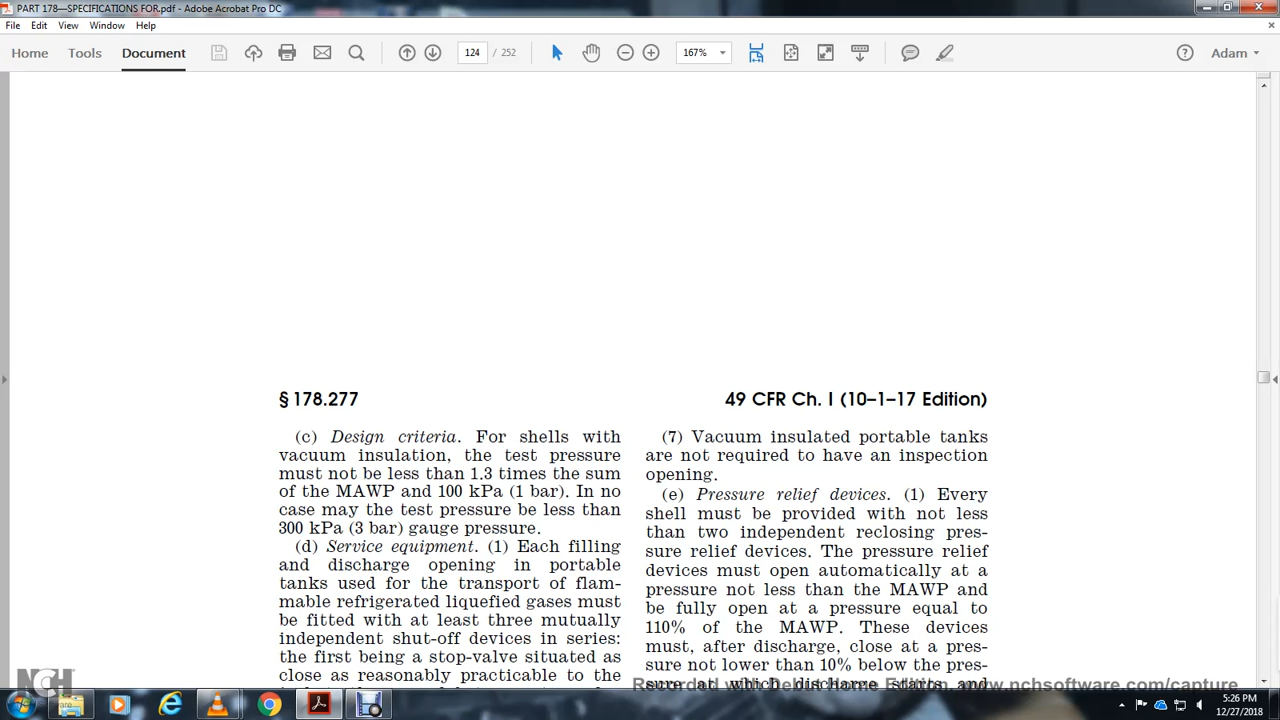 PART 178—SPECIFICATIONS FOR.pdf - Adobe Acrobat Pro DC
File Edit View Window Help
Home Tools Document 124 / 252 167% Adam
§ 178.277
49 CFR Ch. I (10–1–17 Edition)
(c) Design criteria. For shells with
vacuum insulation, the test pressure
must not be less than 1.3 times the sum
of the MAWP and 100 kPa (1 bar). In no
case may the test pressure be less than
300 kPa (3 bar) gauge pressure.
(d) Service equipment. (1) Each filling
and discharge opening in portable
tanks used for the transport of flam-
mable refrigerated liquefied gases must
be fitted with at least three mutually
independent shut-off devices in series:
the first being a stop-valve situated as
close as reasonably practicable to the
(7) Vacuum insulated portable tanks
are not required to have an inspection
opening.
(e) Pressure relief devices. (1) Every
shell must be provided with not less
than two independent reclosing pres-
sure relief devices. The pressure relief
devices must open automatically at a
pressure not less than the MAWP and
be fully open at a pressure equal to
110% of the MAWP. These devices
must, after discharge, close at a pres-
sure not lower than 10% below the pres-
sure at which discharge starts and
NCH
www.nchsoftware.com/capture
5:26 PM
12/27/2018